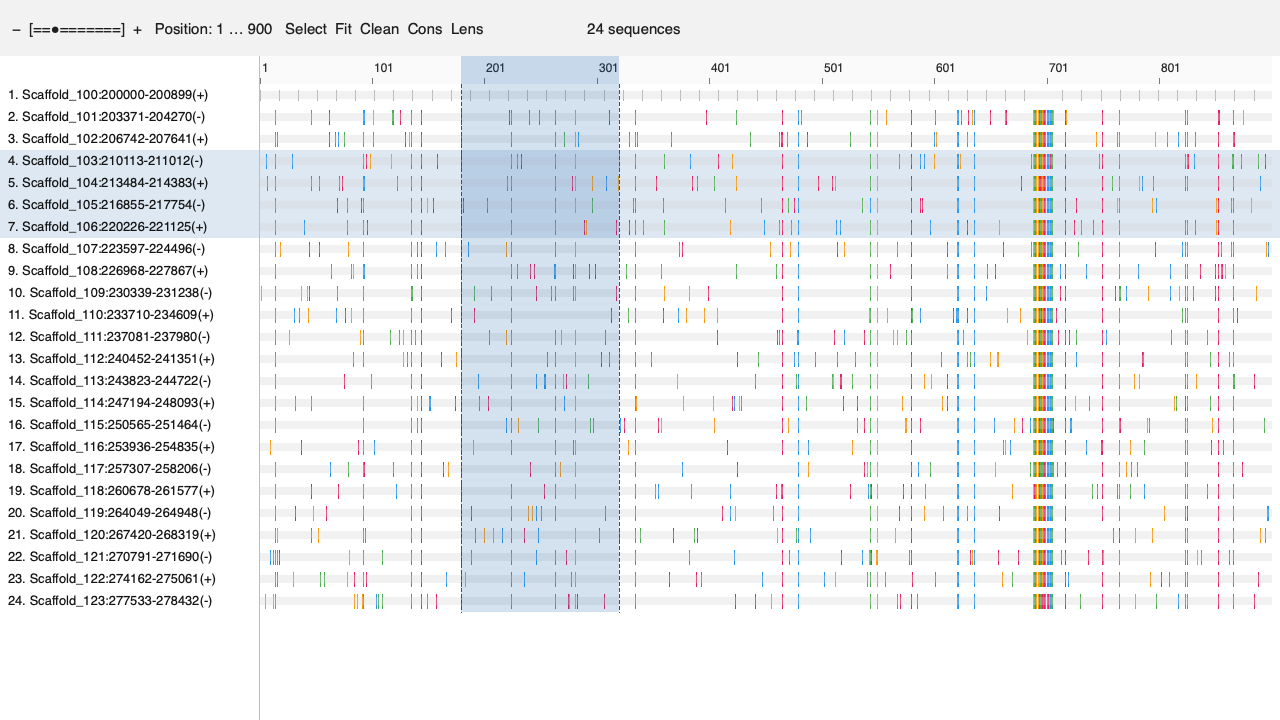 − [==●=======] + Position: 1 … 900 Select Fit Clean Cons Lens 24 sequences
1 101 201 301 401 501 601 701 801
1. Scaffold_100:200000-200899(+)
2. Scaffold_101:203371-204270(-)
3. Scaffold_102:206742-207641(+)
4. Scaffold_103:210113-211012(-)
5. Scaffold_104:213484-214383(+)
6. Scaffold_105:216855-217754(-)
7. Scaffold_106:220226-221125(+)
8. Scaffold_107:223597-224496(-)
9. Scaffold_108:226968-227867(+)
10. Scaffold_109:230339-231238(-)
11. Scaffold_110:233710-234609(+)
12. Scaffold_111:237081-237980(-)
13. Scaffold_112:240452-241351(+)
14. Scaffold_113:243823-244722(-)
15. Scaffold_114:247194-248093(+)
16. Scaffold_115:250565-251464(-)
17. Scaffold_116:253936-254835(+)
18. Scaffold_117:257307-258206(-)
19. Scaffold_118:260678-261577(+)
20. Scaffold_119:264049-264948(-)
21. Scaffold_120:267420-268319(+)
22. Scaffold_121:270791-271690(-)
23. Scaffold_122:274162-275061(+)
24. Scaffold_123:277533-278432(-)